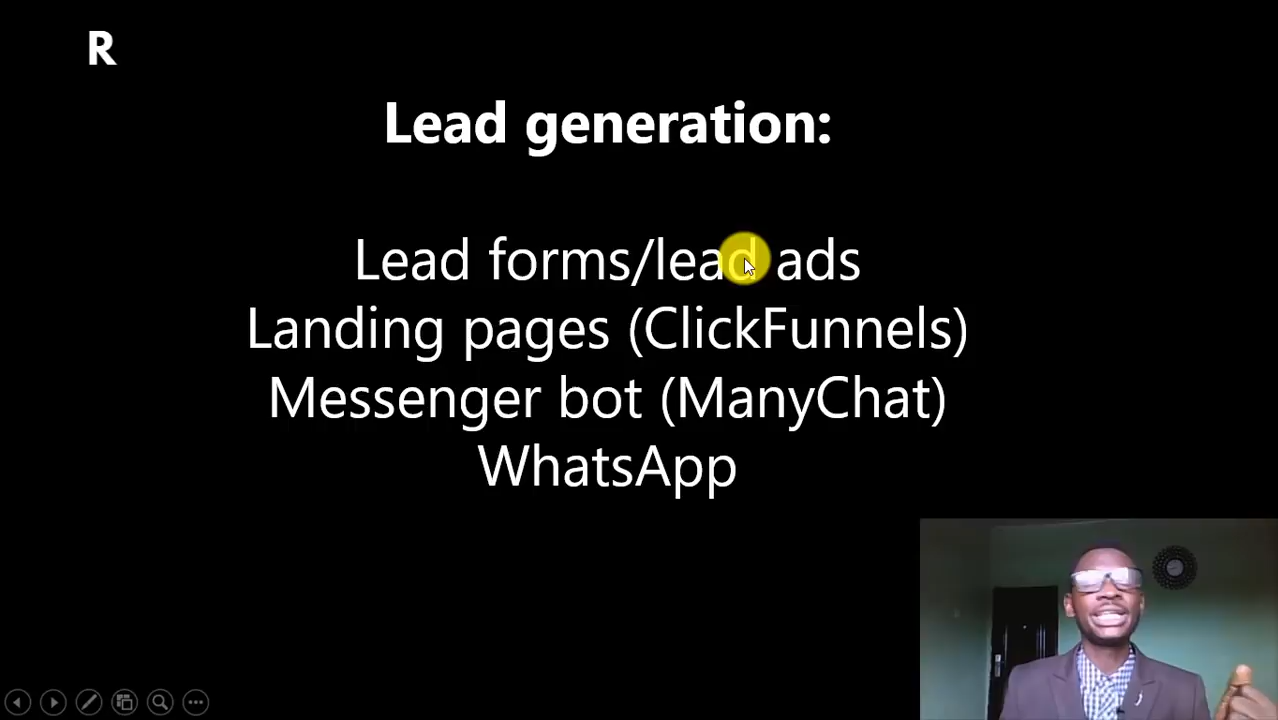 R
Lead generation:
Lead forms/lead ads
Landing pages (ClickFunnels)
Messenger bot (ManyChat)
WhatsApp